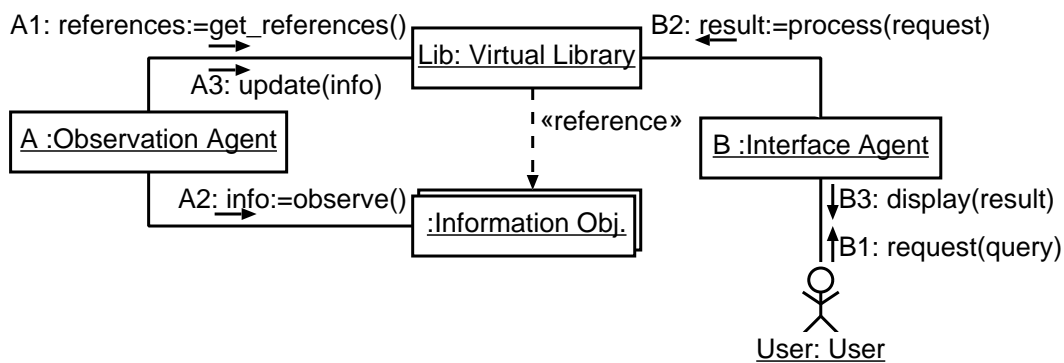 A1: references:=get_references()
B2: result:=process(request)
Lib: Virtual Library
A3: update(info)
«reference»
A :Observation Agent
B :Interface Agent
A2: info:=observe()
:Information Obj.
B3: display(result)
B1: request(query)
User: User